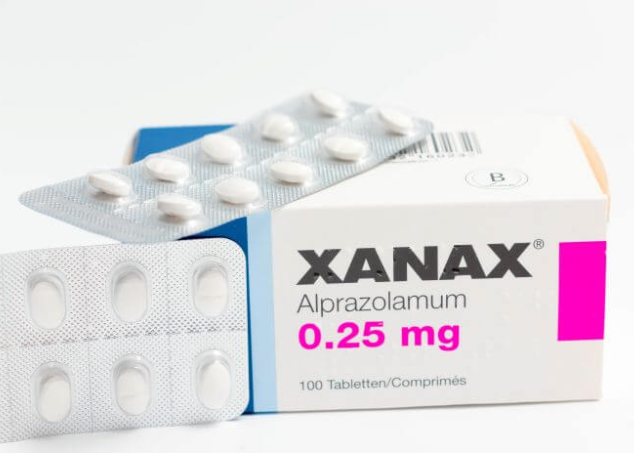 B
XANAX®
Alprazolamum
0.25 mg
100 Tabletten/Comprimés